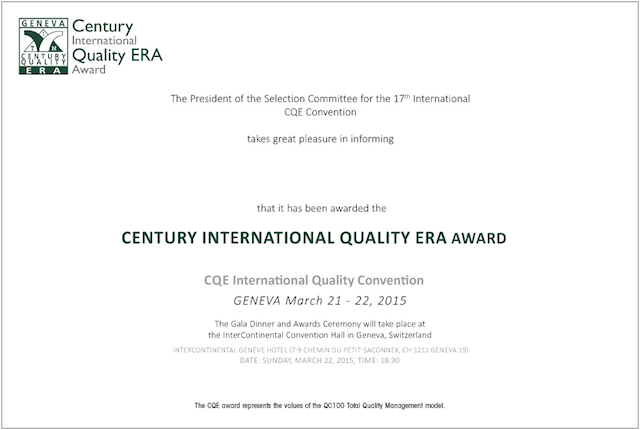 GENEVA
CENTURY
QUALITY
ERA
Century
International
Quality ERA
Award
The President of the Selection Committee for the 17th International
CQE Convention
takes great pleasure in informing
that it has been awarded the
CENTURY INTERNATIONAL QUALITY ERA AWARD
CQE International Quality Convention
GENEVA March 21 - 22, 2015
The Gala Dinner and Awards Ceremony will take place at
the InterContinental Convention Hall in Geneva, Switzerland
INTERCONTINENTAL GENÈVE HOTEL (7-9 CHEMIN DU PETIT-SACONNEX, CH-1211 GENEVA 19)
DATE: SUNDAY, MARCH 22, 2015, TIME: 18:30
The CQE award represents the values of the QC100 Total Quality Management model.